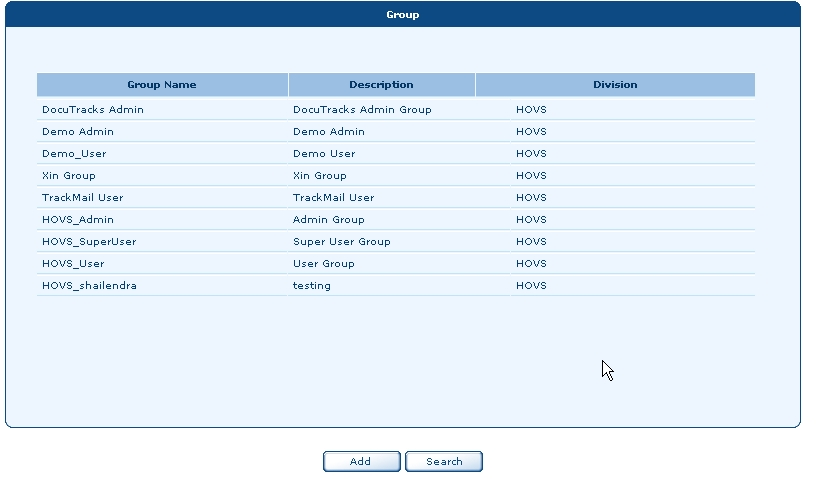 Group
Group Name Description Division
DocuTracks Admin DocuTracks Admin Group HOVS
Demo Admin Demo Admin HOVS
Demo_User Demo User HOVS
Xin Group Xin Group HOVS
TrackMail User TrackMail User HOVS
HOVS_Admin Admin Group HOVS
HOVS_SuperUser Super User Group HOVS
HOVS_User User Group HOVS
HOVS_shailendra testing HOVS
Add Search